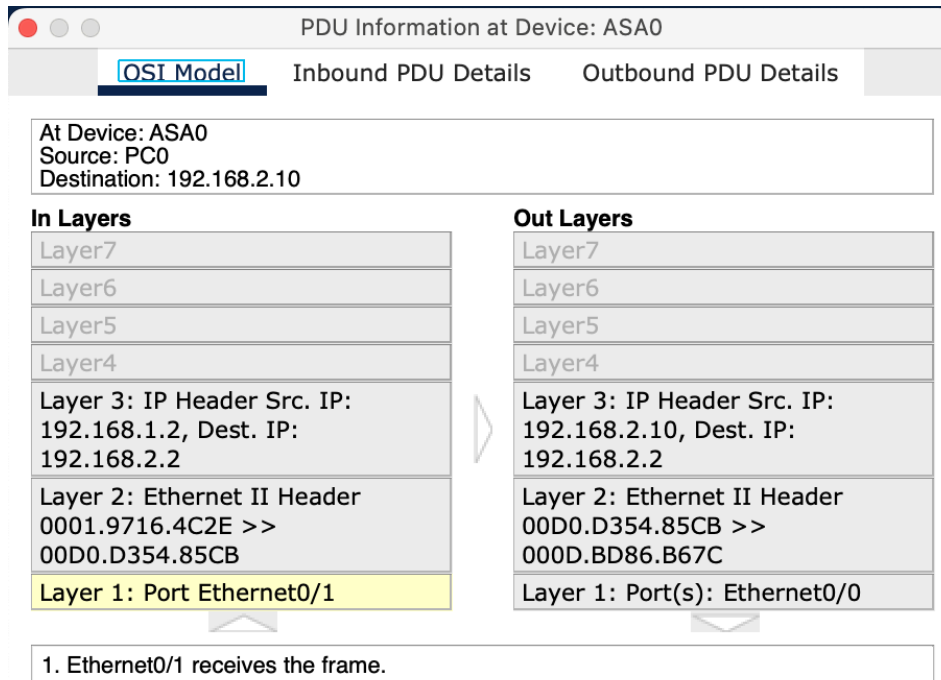 PDU Information at Device: ASA0
OSI Model Inbound PDU Details Outbound PDU Details
At Device: ASA0
Source: PC0
Destination: 192.168.2.10
In Layers
Layer7
Layer6
Layer5
Layer4
Layer 3: IP Header Src. IP:
192.168.1.2, Dest. IP:
192.168.2.2
Layer 2: Ethernet II Header
0001.9716.4C2E >>
00D0.D354.85CB
Layer 1: Port Ethernet0/1
Out Layers
Layer7
Layer6
Layer5
Layer4
Layer 3: IP Header Src. IP:
192.168.2.10, Dest. IP:
192.168.2.2
Layer 2: Ethernet II Header
00D0.D354.85CB >>
000D.BD86.B67C
Layer 1: Port(s): Ethernet0/0
1. Ethernet0/1 receives the frame.